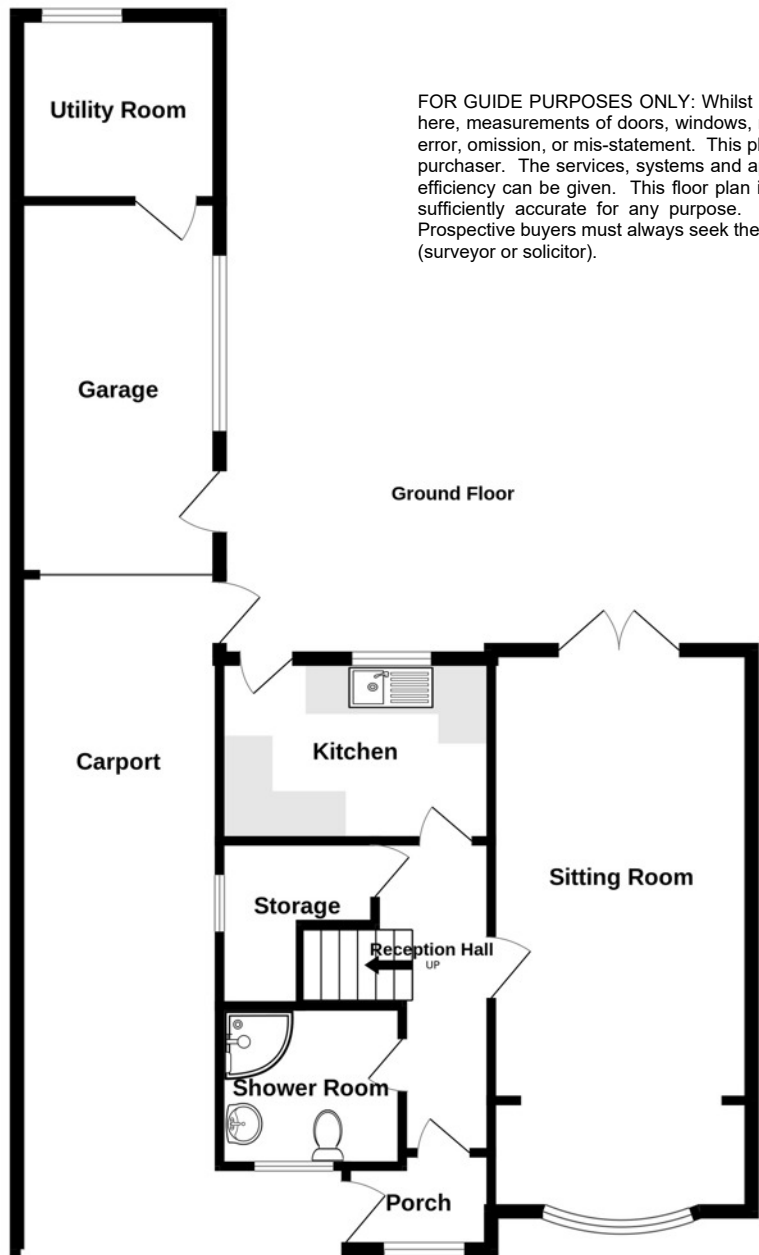 Utility Room
FOR GUIDE PURPOSES ONLY: Whilst
here, measurements of doors, windows,
error, omission, or mis-statement. This
purchaser. The services, systems and
efficiency can be given. This floor plan
sufficiently accurate for any purpose.
Prospective buyers must always seek the
(surveyor or solicitor).
Garage
Ground Floor
Carport
Kitchen
Sitting Room
Storage
Reception Hall
UP
Shower Room
Porch